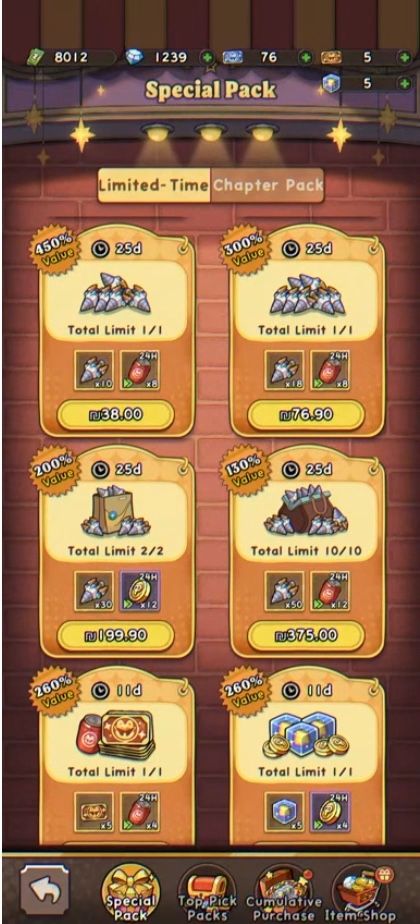 8012
1239
76
5
5
Special Pack
Limited-Time
Chapter Pack
450%
Value
25d
Total Limit 1/1
x10
24H
x8
₪38.00
300%
Value
25d
Total Limit 1/1
x18
24H
x8
₪76.90
200%
Value
25d
Total Limit 2/2
x30
24H
x12
₪199.90
130%
Value
25d
Total Limit 10/10
x50
24H
x12
₪375.00
260%
Value
11d
Total Limit 1/1
x5
24H
x4
260%
Value
11d
Total Limit 1/1
x5
24H
x4
Special
Pack
Top Pick
Packs
Cumulative
Purchase
Item Shop